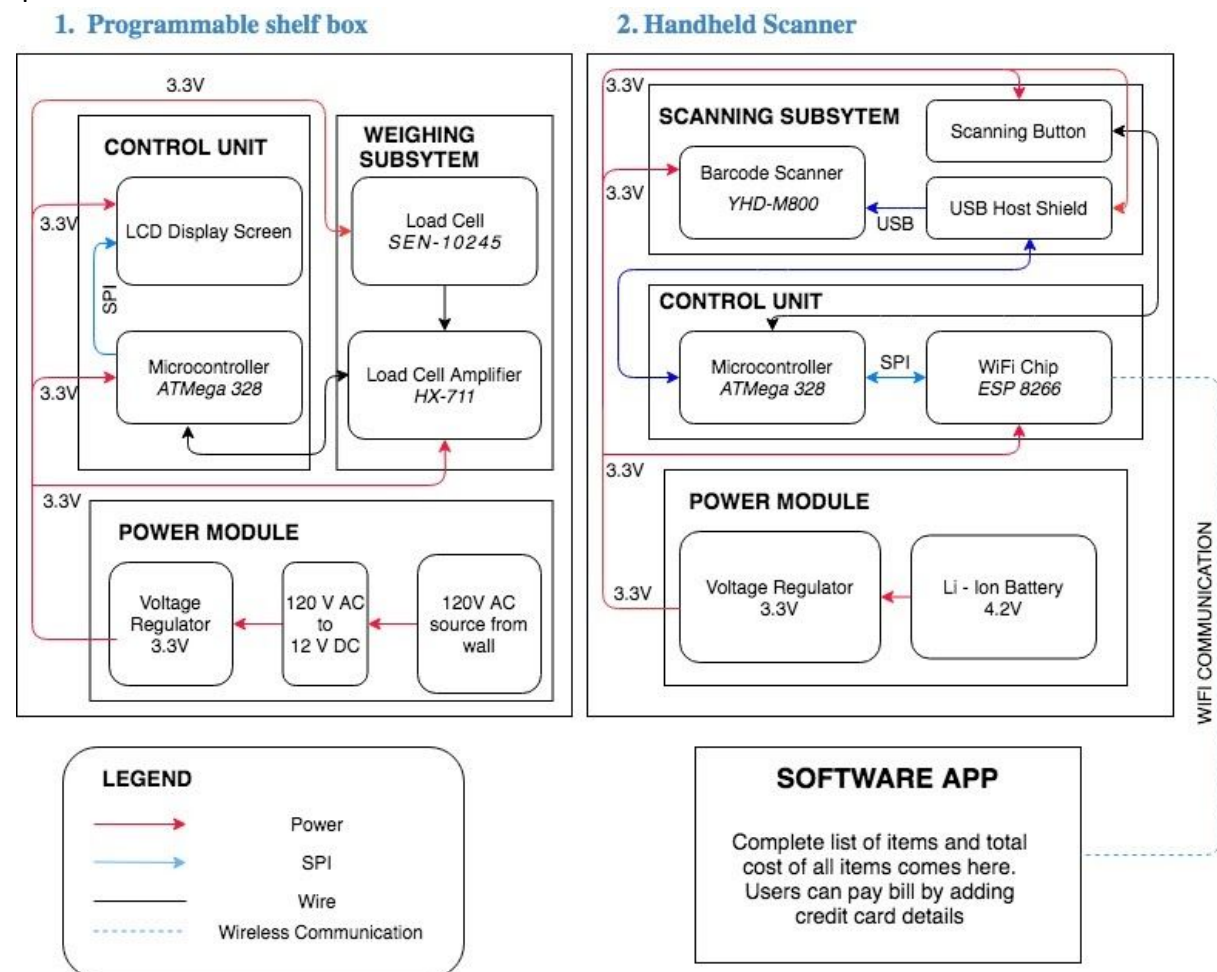 1. Programmable shelf box
3.3V
CONTROL UNIT
WEIGHING
SUBSYTEM
3.3V
LCD Display Screen
Load Cell
SEN-10245
SPI
3.3V
Microcontroller
ATMega 328
Load Cell Amplifier
HX-711
3.3V
POWER MODULE
Voltage
Regulator
3.3V
120 V AC
to
12 V DC
120V AC
source from
wall
2. Handheld Scanner
3.3V
SCANNING SUBSYTEM
Scanning Button
3.3V
Barcode Scanner
YHD-M800
USB
USB Host Shield
CONTROL UNIT
Microcontroller
ATMega 328
SPI
WiFi Chip
ESP 8266
3.3V
POWER MODULE
3.3V
Voltage Regulator
3.3V
Li - Ion Battery
4.2V
WIFI COMMUNICATION
LEGEND
Power
SPI
Wire
Wireless Communication
SOFTWARE APP
Complete list of items and total
cost of all items comes here.
Users can pay bill by adding
credit card details